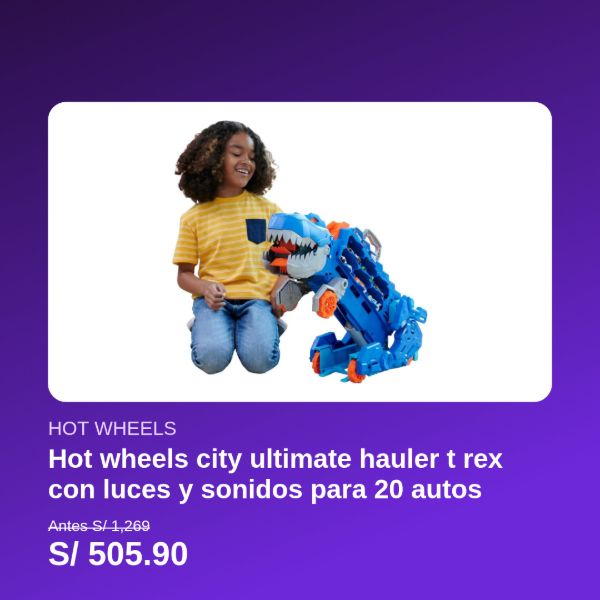 HOT WHEELS
Hot wheels city ultimate hauler t rex
con luces y sonidos para 20 autos
Antes S/ 1,269
S/ 505.90